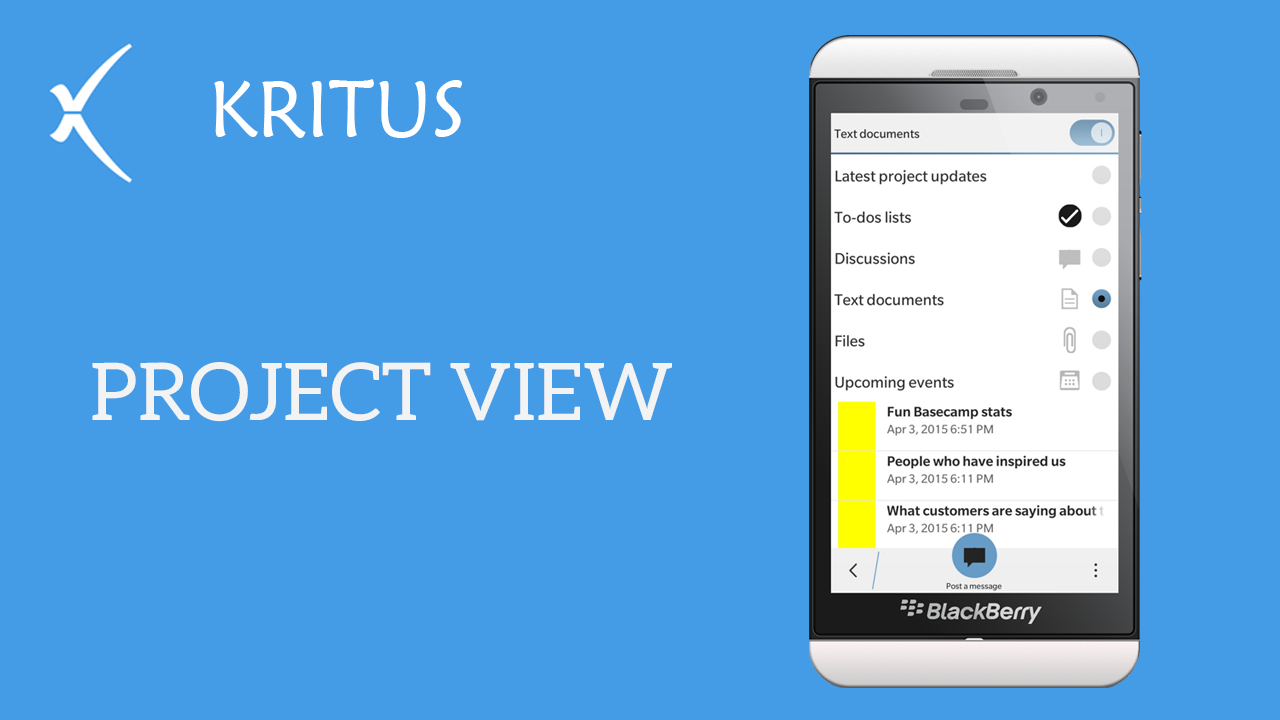 KRITUS
PROJECT VIEW
Text documents
Latest project updates
To-dos lists
Discussions
Text documents
Files
Upcoming events
Fun Basecamp stats
Apr 3, 2015 6:51 PM
People who have inspired us
Apr 3, 2015 6:11 PM
What customers are saying about t
Apr 3, 2015 6:11 PM
Post a message
BlackBerry